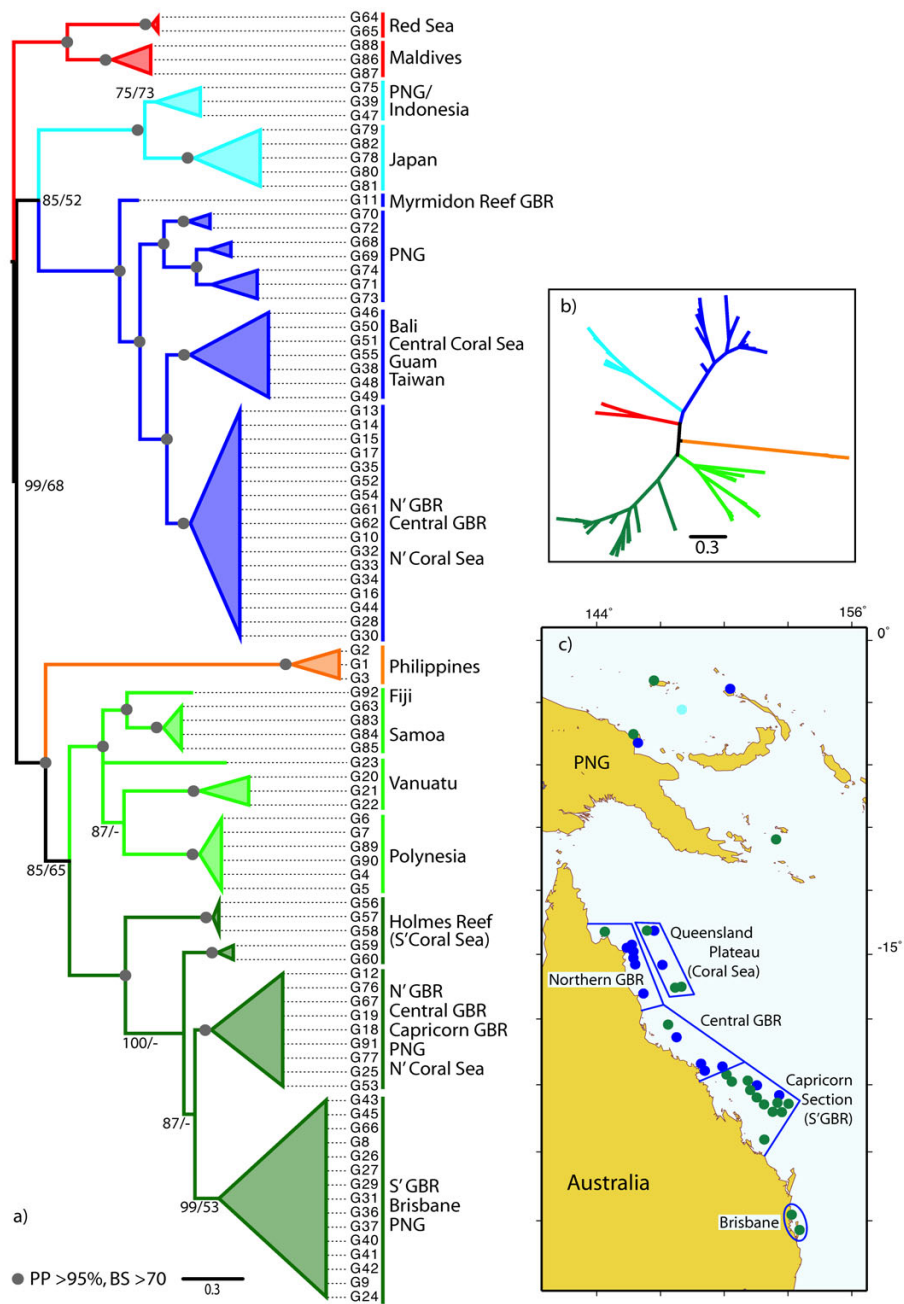 G64
G65
Red Sea
G88
G86
G87
Maldives
75/73
G75
G39
G47
PNG/
Indonesia
G79
G82
G78
G80
G81
Japan
85/52
G11
Myrmidon Reef GBR
G70
G72
G68
G69
G74
G71
G73
PNG
G46
G50
G51
G55
G38
G48
G49
Bali
Central Coral Sea
Guam
Taiwan
G13
G14
G15
G17
G35
G52
G54
G61
G62
G10
G32
G33
G34
G16
G44
G28
G30
N' GBR
Central GBR
N' Coral Sea
99/68
G2
G1
G3
Philippines
G92
Fiji
G63
G83
G84
G85
Samoa
G23
G20
G21
G22
Vanuatu
87/-
G6
G7
G89
G90
G4
G5
Polynesia
85/65
G56
G57
G58
G59
G60
Holmes Reef
(S'Coral Sea)
G12
G76
G67
G19
G18
G91
G77
G25
G53
N' GBR
Central GBR
Capricorn GBR
PNG
N' Coral Sea
100/-
87/-
G43
G45
G66
G8
G26
G27
G29
G31
G36
G37
G40
G41
G42
G9
G24
S' GBR
Brisbane
PNG
99/53
a)
PP >95%, BS >70
0.3
b)
0.3
144°
156°
c)
0°
PNG
Queensland
Plateau
(Coral Sea)
-15°
Northern GBR
Central GBR
Capricorn
Section
(S'GBR)
Australia
Brisbane